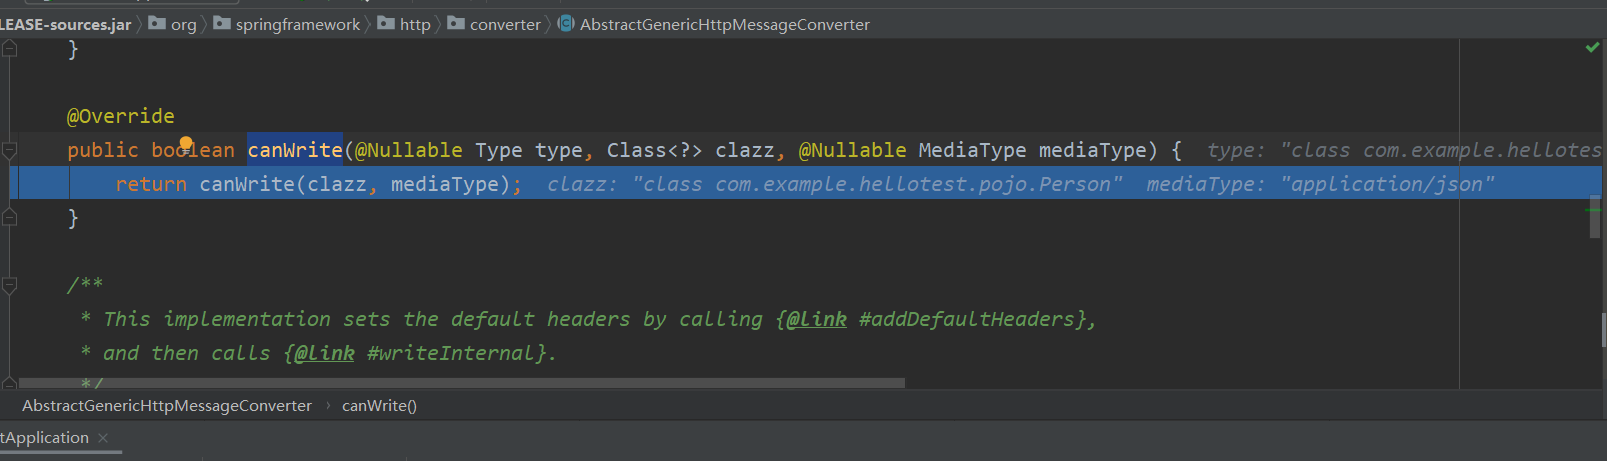 LEASE-sources.jar org springframework http converter AbstractGenericHttpMessageConverter
}
@Override
public boolean canWrite(@Nullable Type type, Class<?> clazz, @Nullable MediaType mediaType) { type: "class com.example.hellotes
return canWrite(clazz, mediaType); clazz: "class com.example.hellotest.pojo.Person" mediaType: "application/json"
}
/**
* This implementation sets the default headers by calling {@link #addDefaultHeaders},
* and then calls {@link #writeInternal}.
*/
AbstractGenericHttpMessageConverter › canWrite()
tApplication ×